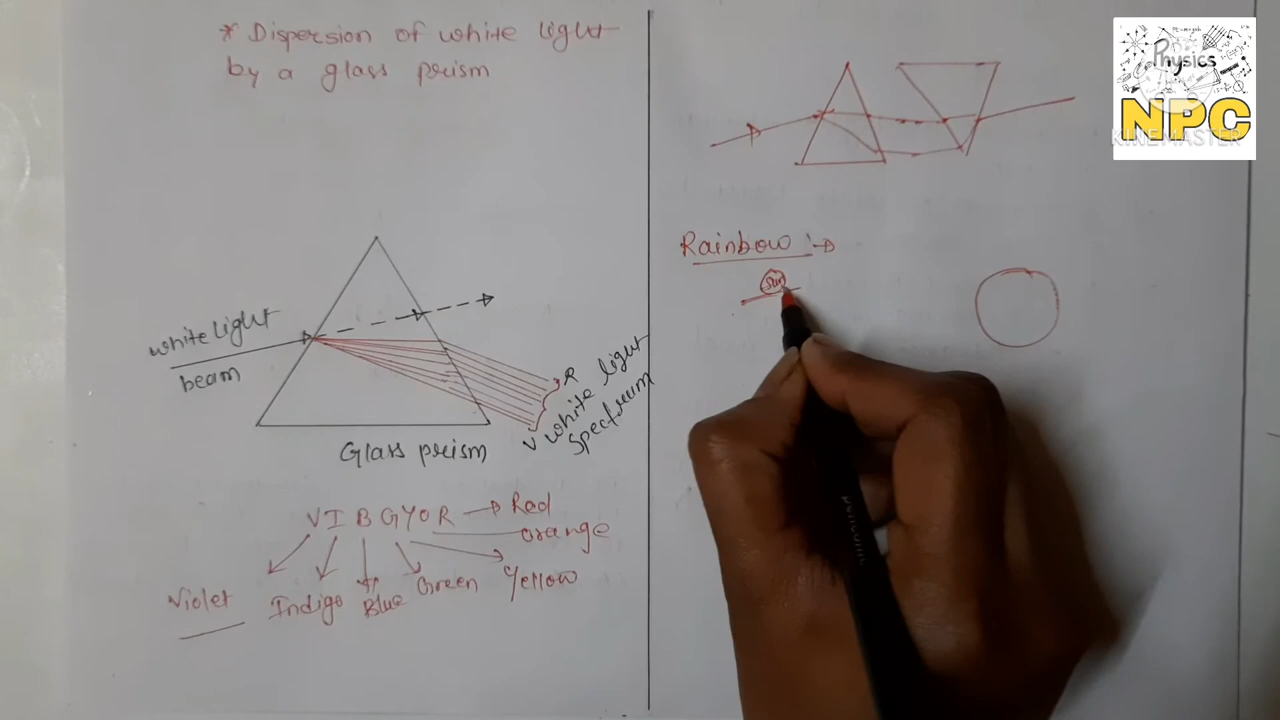 * Dispersion of white light
by a glass prism
white light
beam
R
V
white light
spectrum
Glass prism
V I B G Y O R → Red
orange
Yellow
Green
Blue
Indigo
Violet
Physics
NPC
KINEMASTER
Rainbow :→
Sun